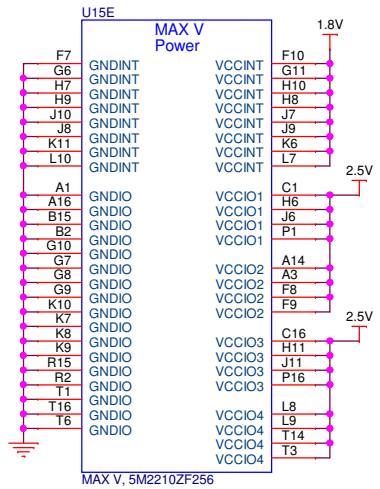 U15E
MAX V
Power
1.8V
F7 GNDINT VCCINT F10
G6 GNDINT VCCINT G11
H7 GNDINT VCCINT H10
H9 GNDINT VCCINT H8
J10 GNDINT VCCINT J7
J8 GNDINT VCCINT J9
K11 GNDINT VCCINT K6
L10 GNDINT VCCINT L7
2.5V
A1 GNDIO VCCIO1 C1
A16 GNDIO VCCIO1 H6
B15 GNDIO VCCIO1 J6
B2 GNDIO VCCIO1 P1
G10 GNDIO
G7 GNDIO VCCIO2 A14
G8 GNDIO VCCIO2 A3
G9 GNDIO VCCIO2 F8
K10 GNDIO VCCIO2 F9
K7 GNDIO
2.5V
K8 GNDIO VCCIO3 C16
K9 GNDIO VCCIO3 H11
R15 GNDIO VCCIO3 J11
R2 GNDIO VCCIO3 P16
T1 GNDIO
T16 GNDIO VCCIO4 L8
T6 GNDIO VCCIO4 L9
VCCIO4 T14
VCCIO4 T3
MAX V, 5M2210ZF256